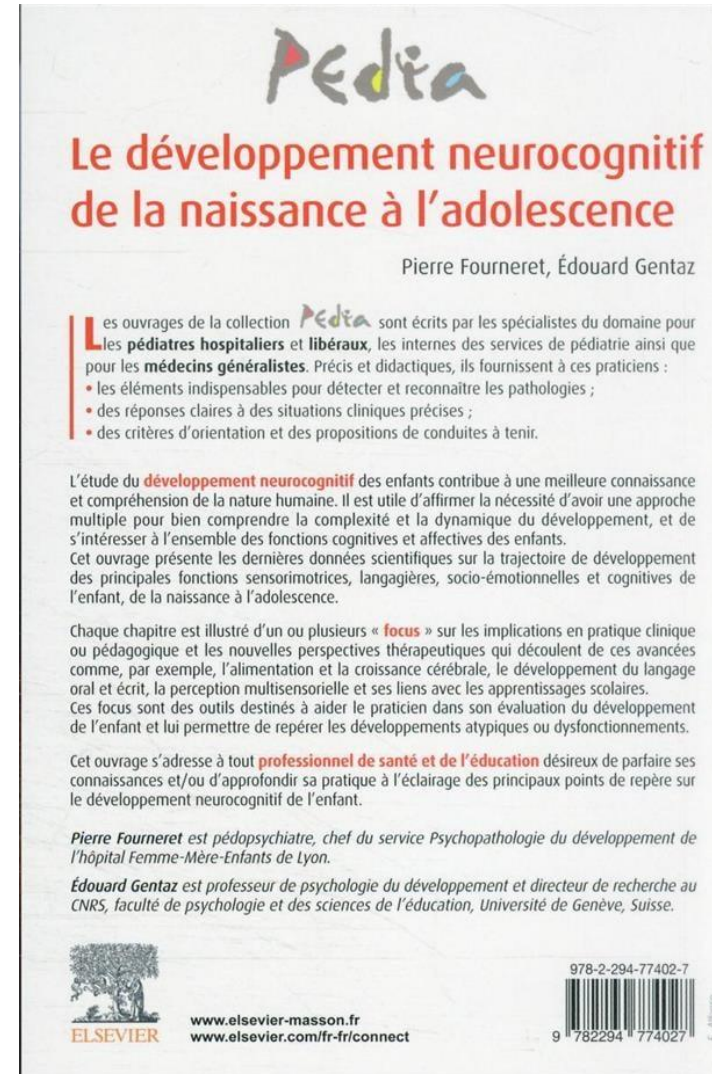 Pedia
Le développement neurocognitif
de la naissance à l'adolescence
Pierre Fourneret, Édouard Gentaz
Les ouvrages de la collection Pedia sont écrits par les spécialistes du domaine pour
les pédiatres hospitaliers et libéraux, les internes des services de pédiatrie ainsi que
pour les médecins généralistes. Précis et didactiques, ils fournissent à ces praticiens :
• les éléments indispensables pour détecter et reconnaître les pathologies ;
• des réponses claires à des situations cliniques précises ;
• des critères d'orientation et des propositions de conduites à tenir.
L'étude du développement neurocognitif des enfants contribue à une meilleure connaissance
et compréhension de la nature humaine. Il est utile d'affirmer la nécessité d'avoir une approche
multiple pour bien comprendre la complexité et la dynamique du développement, et de
s'intéresser à l'ensemble des fonctions cognitives et affectives des enfants.
Cet ouvrage présente les dernières données scientifiques sur la trajectoire de développement
des principales fonctions sensorimotrices, langagières, socio-émotionnelles et cognitives de
l'enfant, de la naissance à l'adolescence.
Chaque chapitre est illustré d'un ou plusieurs « focus » sur les implications en pratique clinique
ou pédagogique et les nouvelles perspectives thérapeutiques qui découlent de ces avancées
comme, par exemple, l'alimentation et la croissance cérébrale, le développement du langage
oral et écrit, la perception multisensorielle et ses liens avec les apprentissages scolaires.
Ces focus sont des outils destinés à aider le praticien dans son évaluation du développement
de l'enfant et lui permettre de repérer les développements atypiques ou dysfonctionnements.
Cet ouvrage s'adresse à tout professionnel de santé et de l'éducation désireux de parfaire ses
connaissances et/ou d'approfondir sa pratique à l'éclairage des principaux points de repère sur
le développement neurocognitif de l'enfant.
Pierre Fourneret est pédopsychiatre, chef du service Psychopathologie du développement de
l'hôpital Femme-Mère-Enfants de Lyon.
Édouard Gentaz est professeur de psychologie du développement et directeur de recherche au
CNRS, faculté de psychologie et des sciences de l'éducation, Université de Genève, Suisse.
978-2-294-77402-7
ELSEVIER
www.elsevier-masson.fr
www.elsevier.com/fr-fr/connect
9 782294 774027